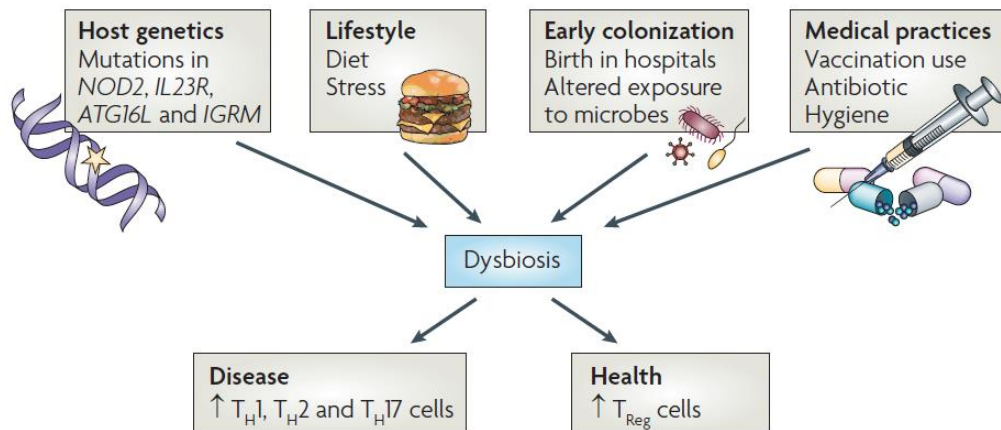 Host genetics
Mutations in
NOD2, IL23R,
ATG16L and IGRM
Lifestyle
Diet
Stress
Early colonization
Birth in hospitals
Altered exposure
to microbes
Medical practices
Vaccination use
Antibiotic
Hygiene
Dysbiosis
Disease
↑ TH1, TH2 and TH17 cells
Health
↑ TReg cells